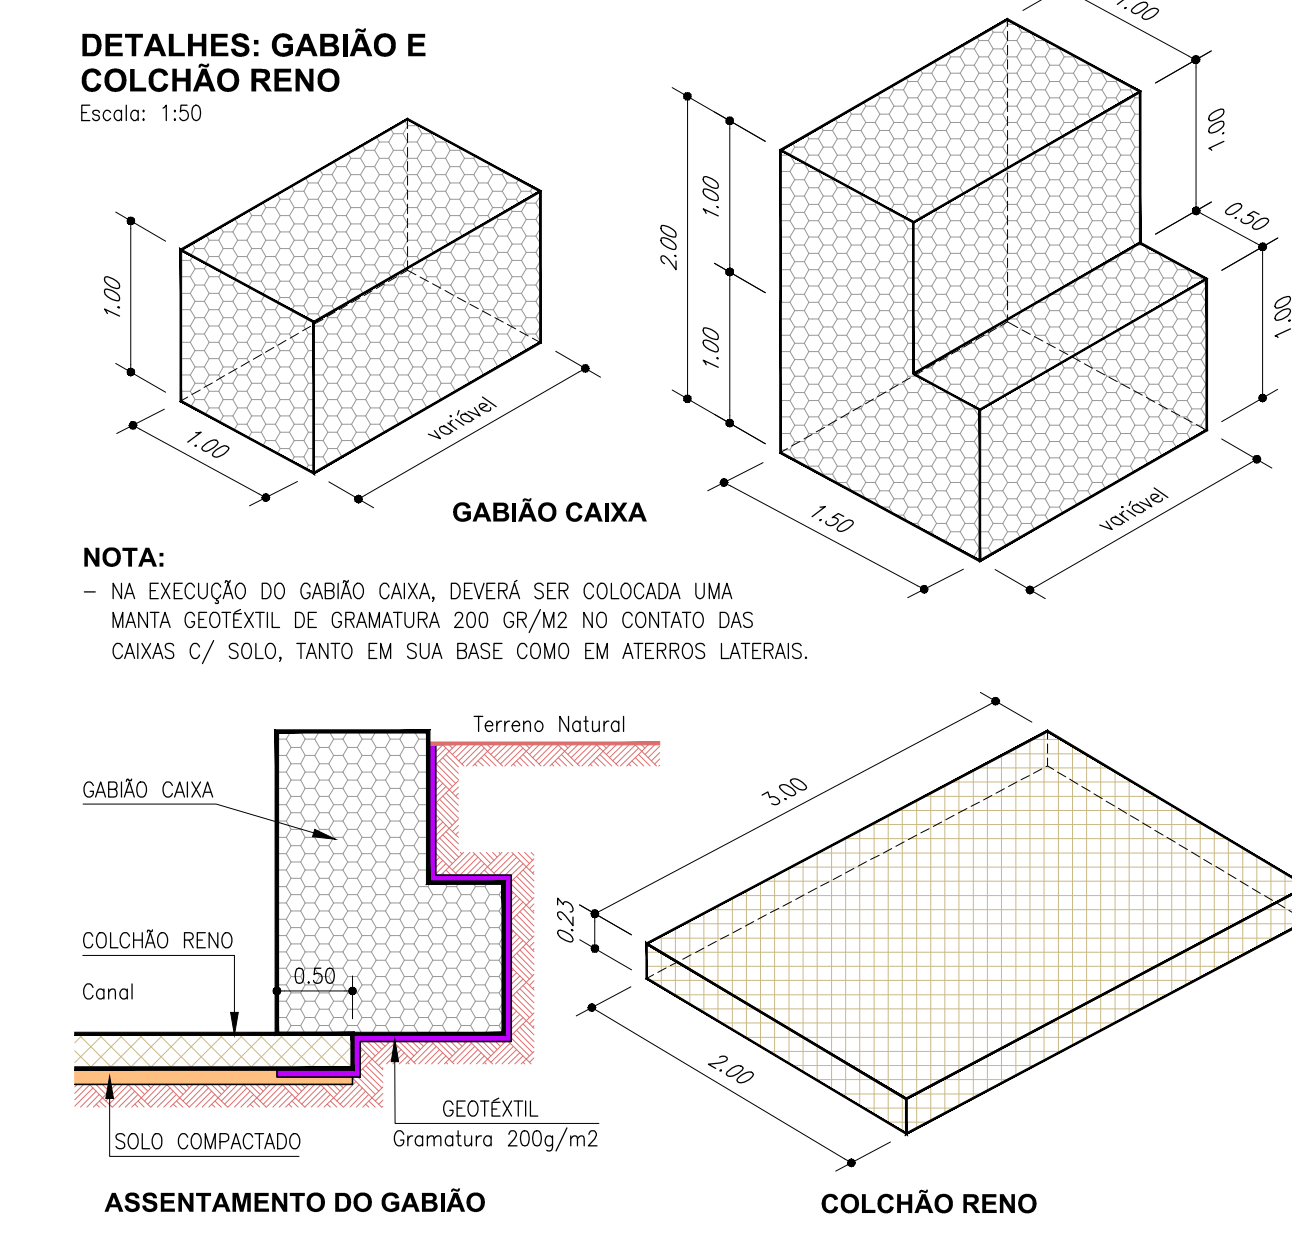 DETALHES: GABIÃO E
COLCHÃO RENO
Escala: 1:50
1.00
1.00
variável
GABIÃO CAIXA
1.00
1.00
0.50
1.00
2.00
1.00
1.00
1.50
variável
NOTA:
– NA EXECUÇÃO DO GABIÃO CAIXA, DEVERÁ SER COLOCADA UMA
MANTA GEOTÉXTIL DE GRAMATURA 200 GR/M2 NO CONTATO DAS
CAIXAS C/ SOLO, TANTO EM SUA BASE COMO EM ATERROS LATERAIS.
Terreno Natural
GABIÃO CAIXA
COLCHÃO RENO
0.50
Canal
GEOTÉXTIL
Gramatura 200g/m2
SOLO COMPACTADO
ASSENTAMENTO DO GABIÃO
3.00
0.23
2.00
COLCHÃO RENO